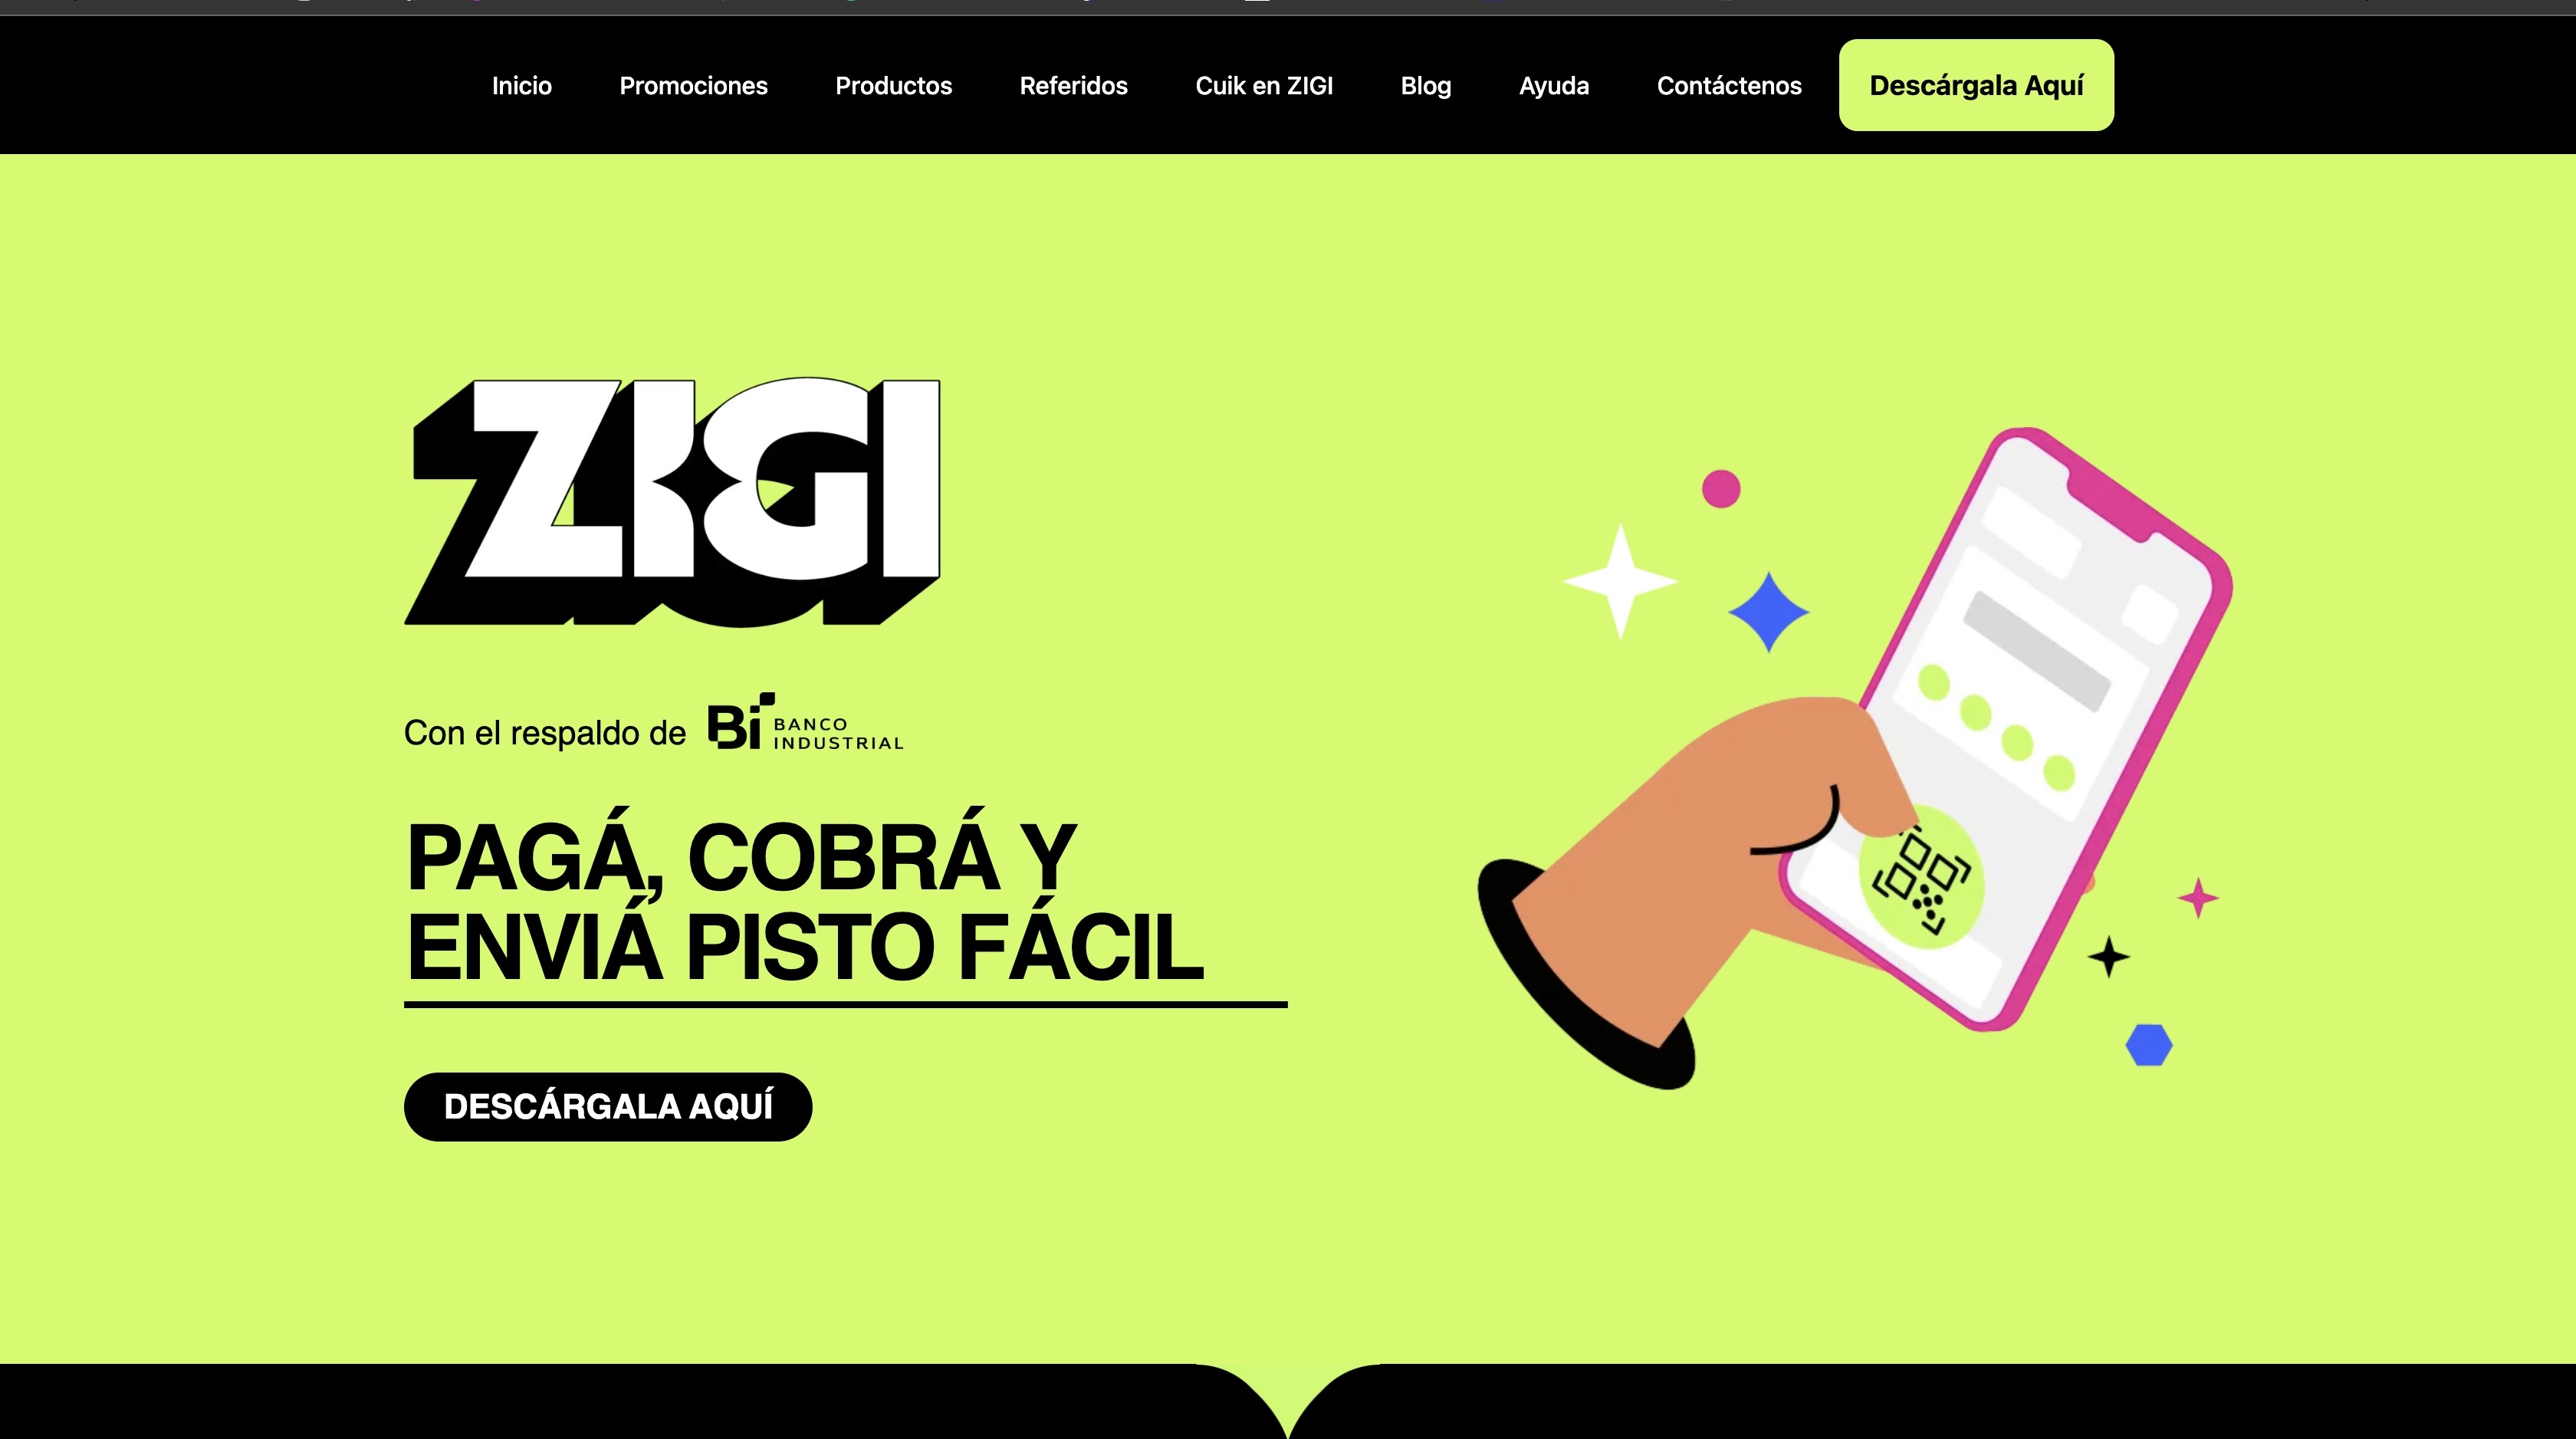 Inicio
Promociones
Productos
Referidos
Cuik en ZIGI
Blog
Ayuda
Contáctenos
Descárgala Aquí
ZIGI
Con el respaldo de
Bi BANCO
INDUSTRIAL
PAGÁ, COBRÁ Y
ENVIÁ PISTO FÁCIL
DESCÁRGALA AQUÍ